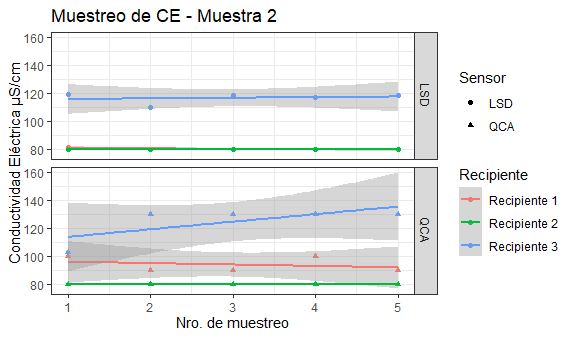 Muestreo de CE - Muestra 2
Conductividad Eléctrica µS/cm
160
140
120
100
80
LSD
160
140
120
100
80
QCA
1
2
3
4
5
Nro. de muestreo
Sensor
LSD
QCA
Recipiente
Recipiente 1
Recipiente 2
Recipiente 3